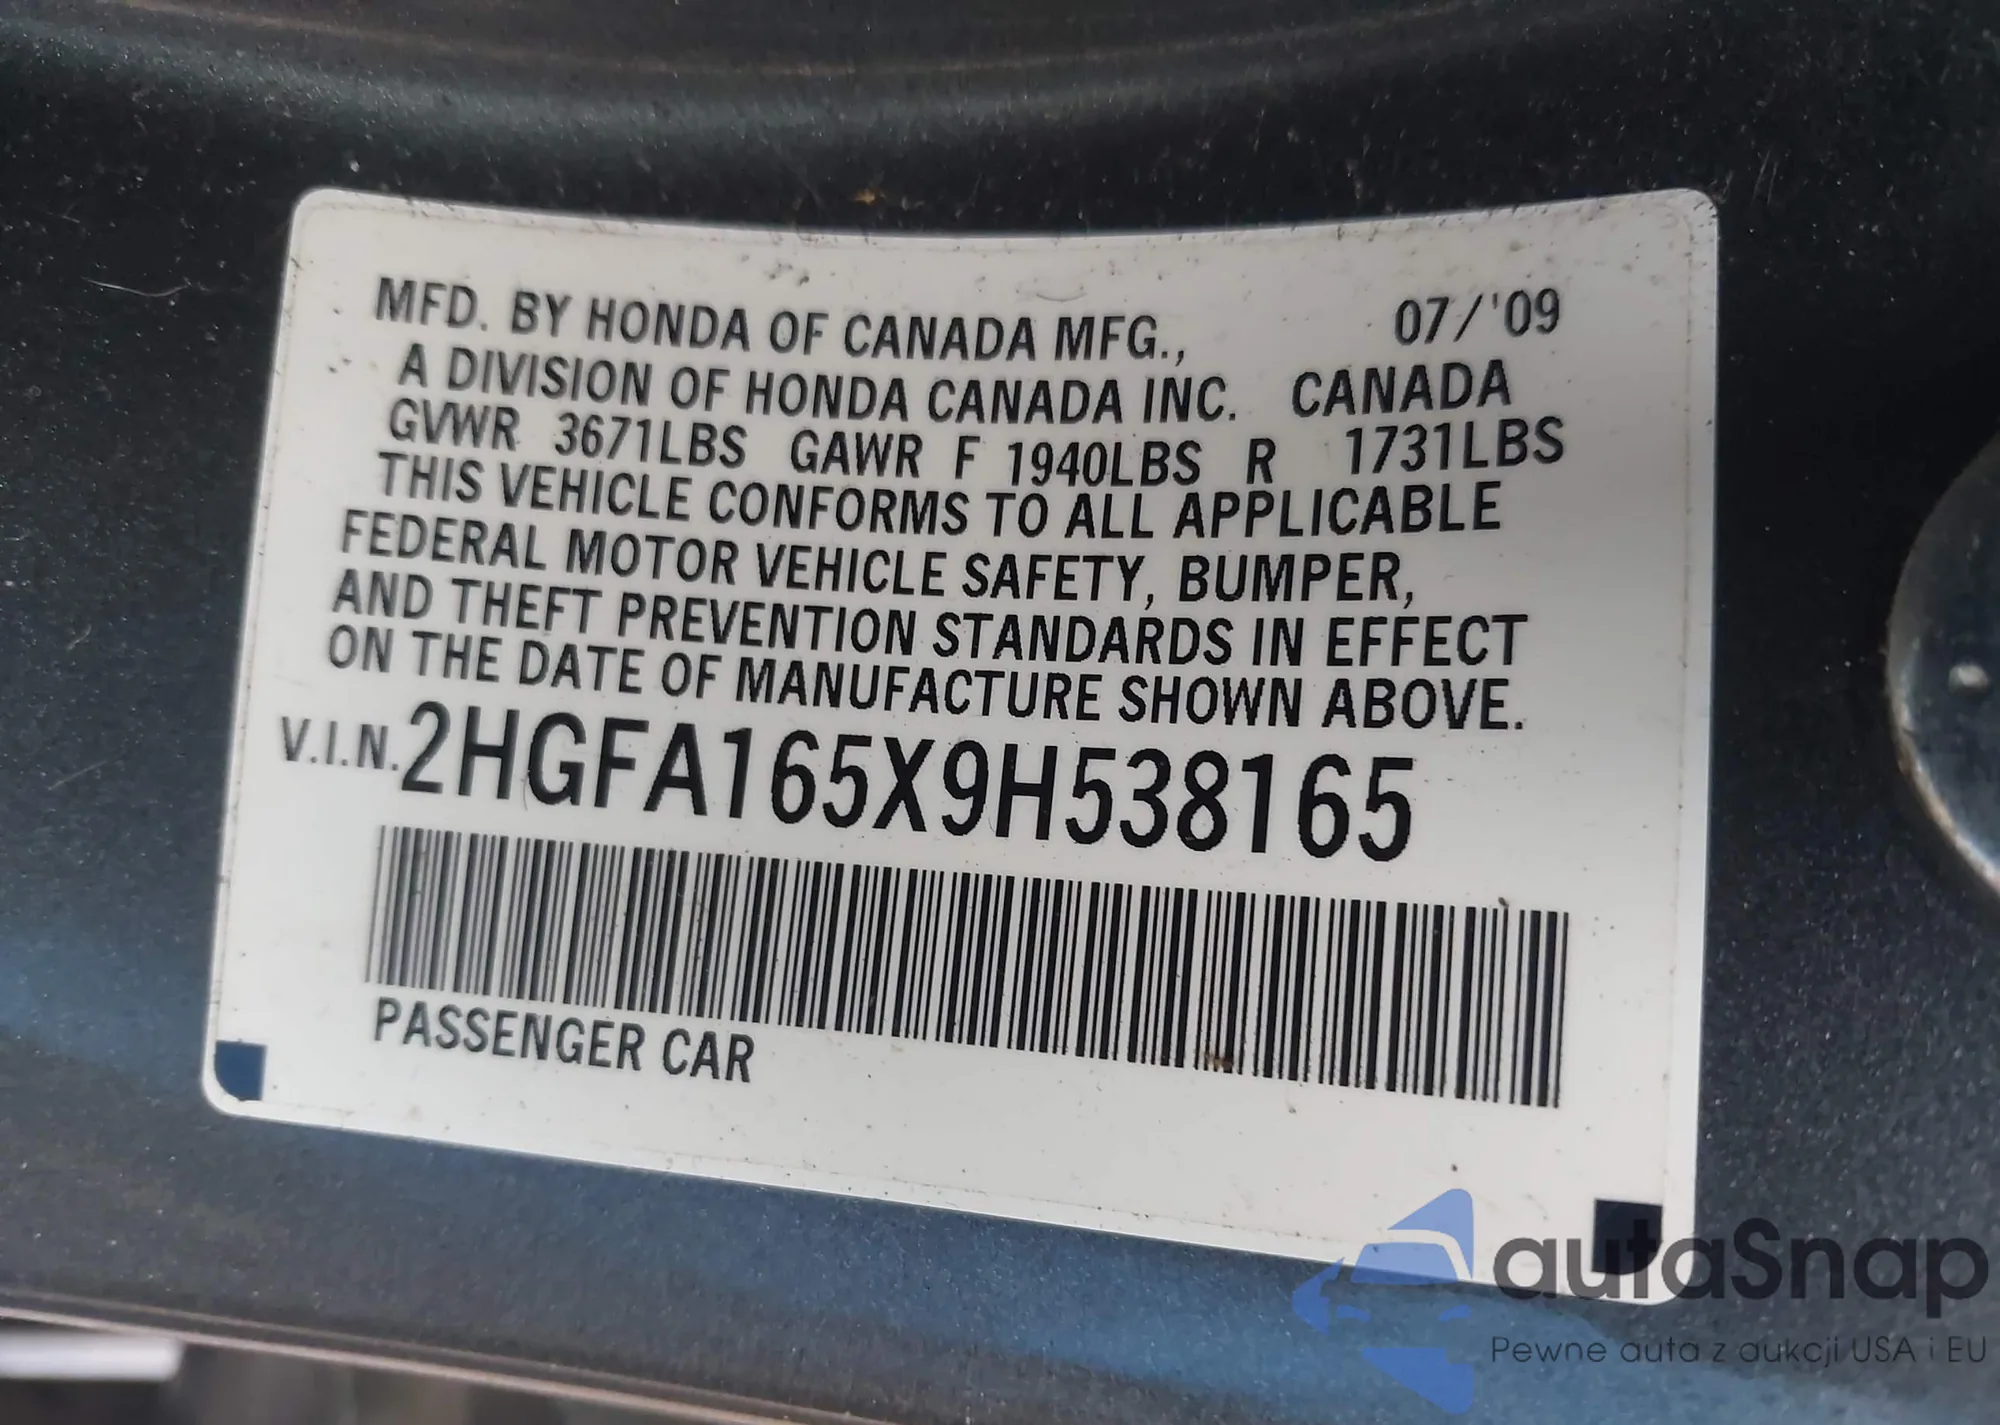 MFD. BY HONDA OF CANADA MFG., 07/'09
A DIVISION OF HONDA CANADA INC. CANADA
GVWR 3671LBS GAWR F 1940LBS R 1731LBS
THIS VEHICLE CONFORMS TO ALL APPLICABLE
FEDERAL MOTOR VEHICLE SAFETY, BUMPER,
AND THEFT PREVENTION STANDARDS IN EFFECT
ON THE DATE OF MANUFACTURE SHOWN ABOVE.
V.I.N. 2HGFA165X9H538165
PASSENGER CAR
autaSnap
Pewne auta z aukcji USA i EU